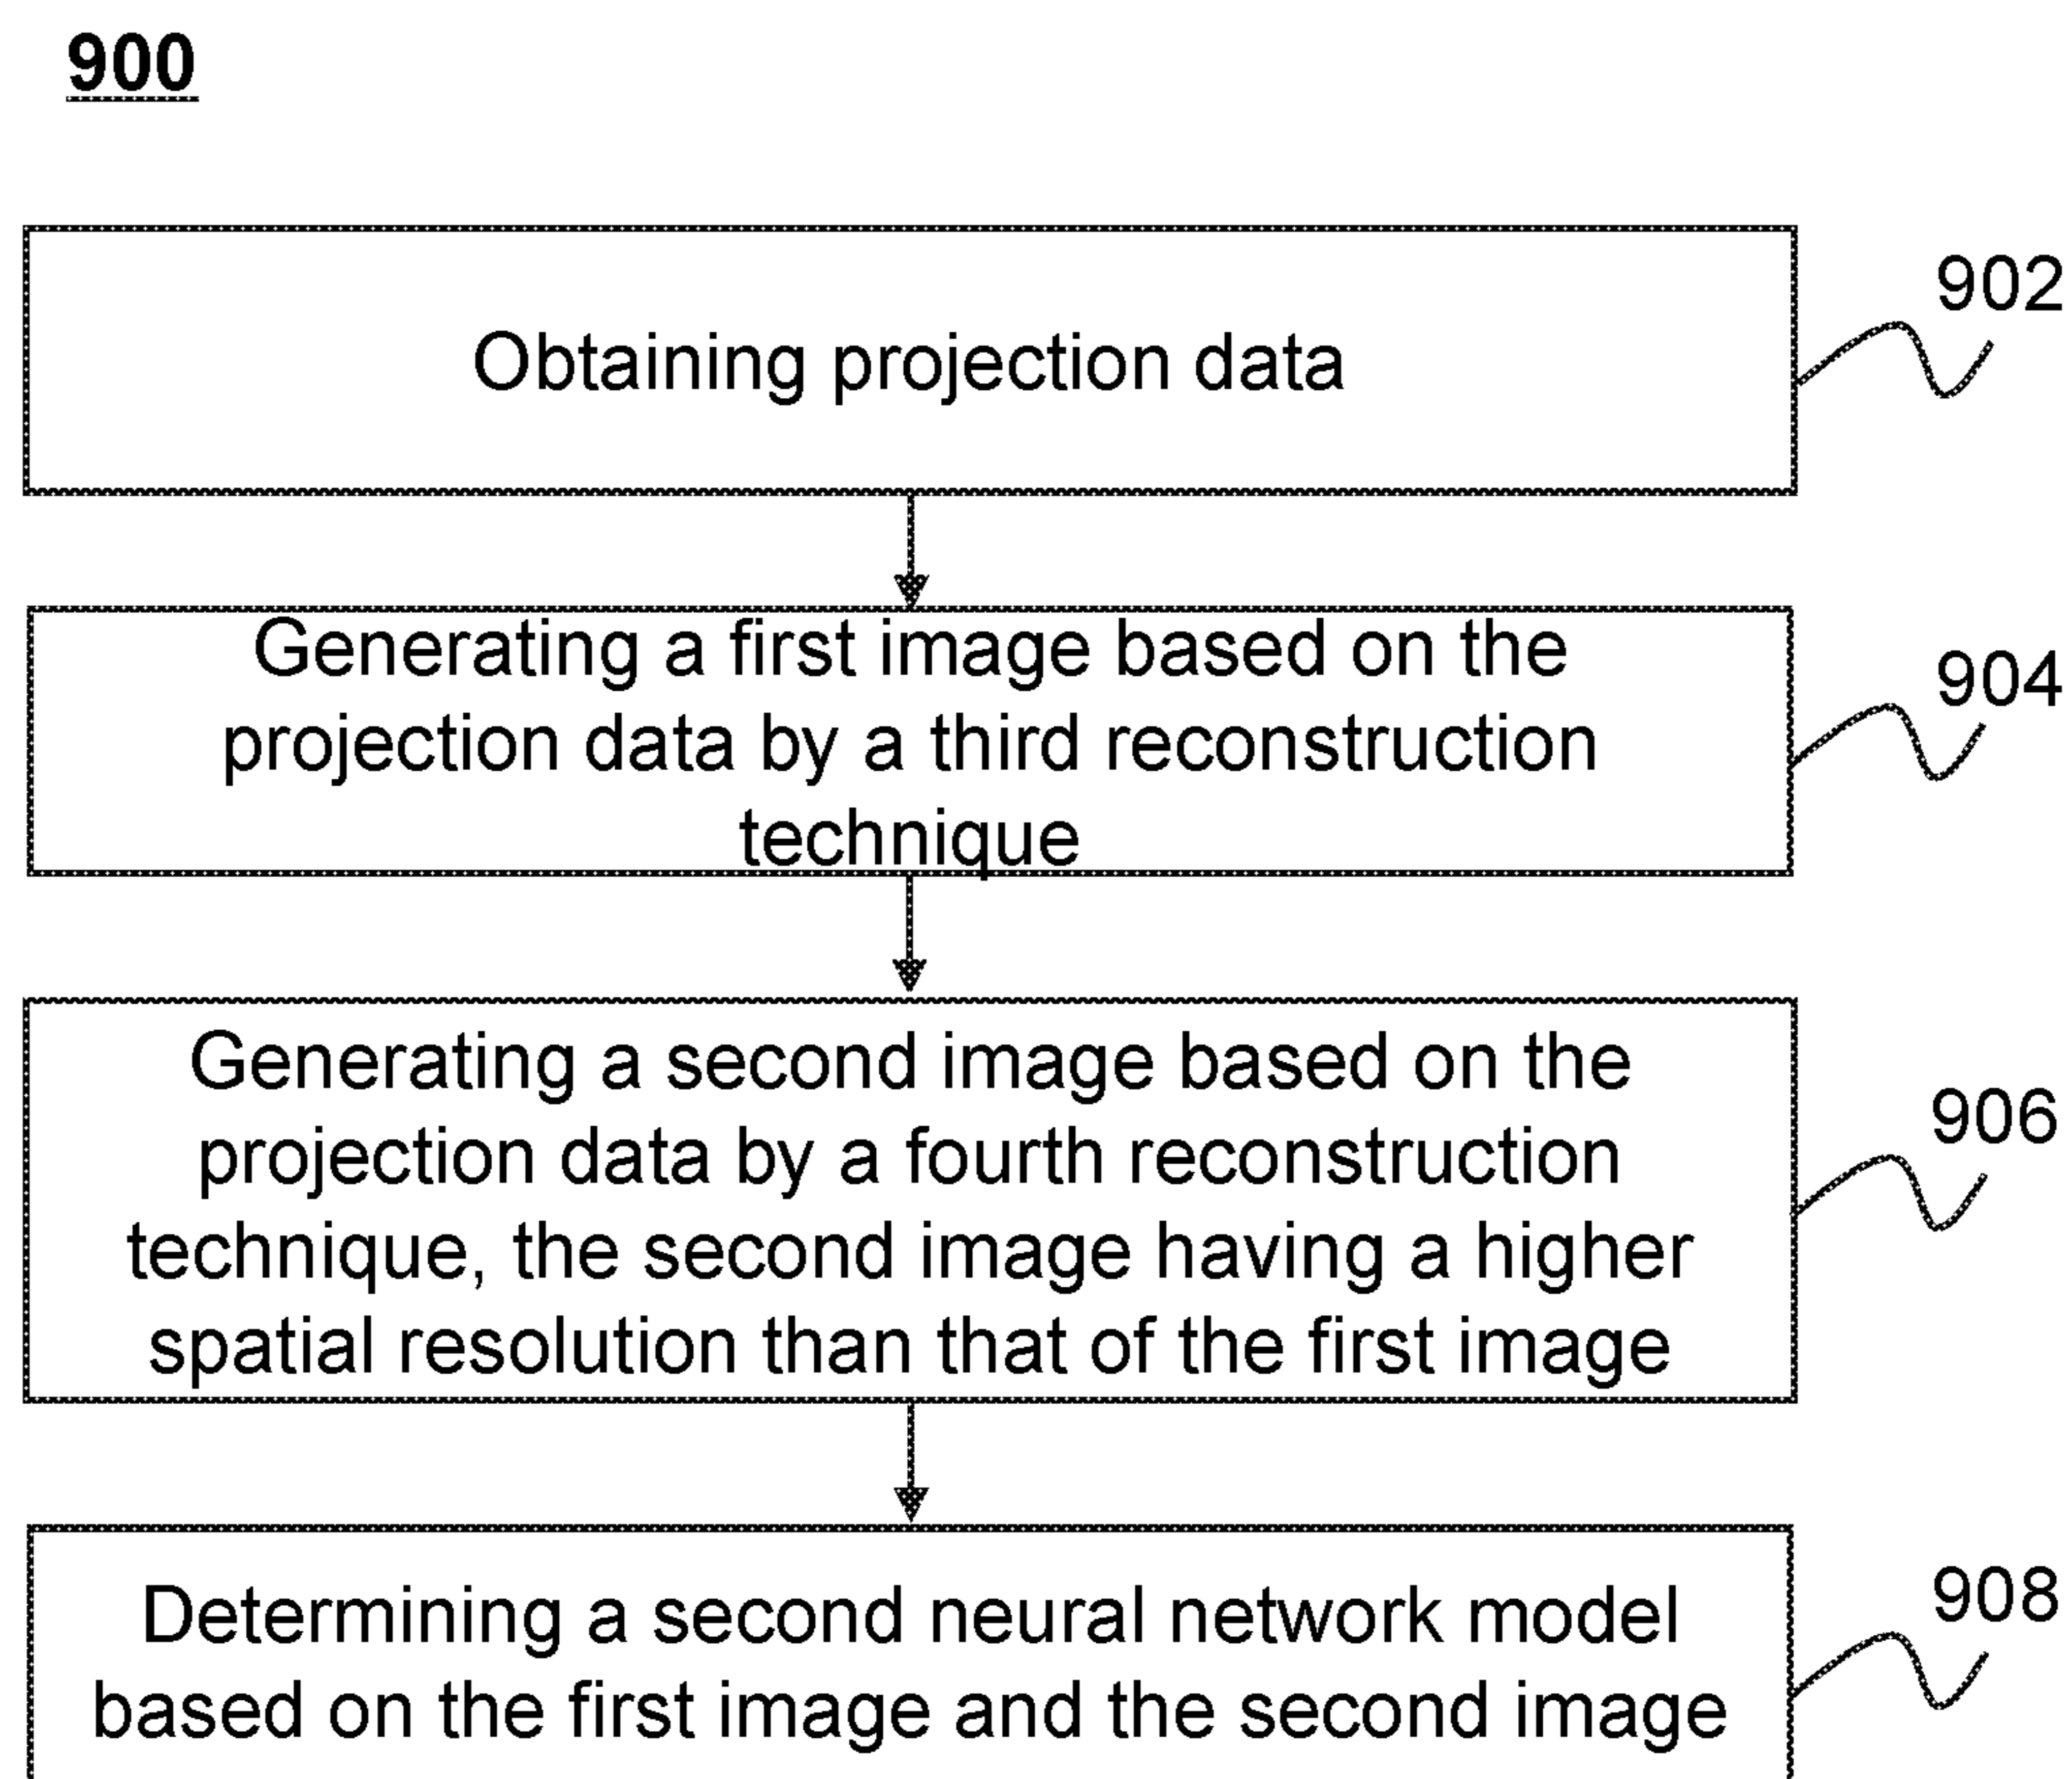 900
Obtaining projection data
902
Generating a first image based on the
projection data by a third reconstruction
technique
904
Generating a second image based on the
projection data by a fourth reconstruction
technique, the second image having a higher
spatial resolution than that of the first image
906
Determining a second neural network model
based on the first image and the second image
908